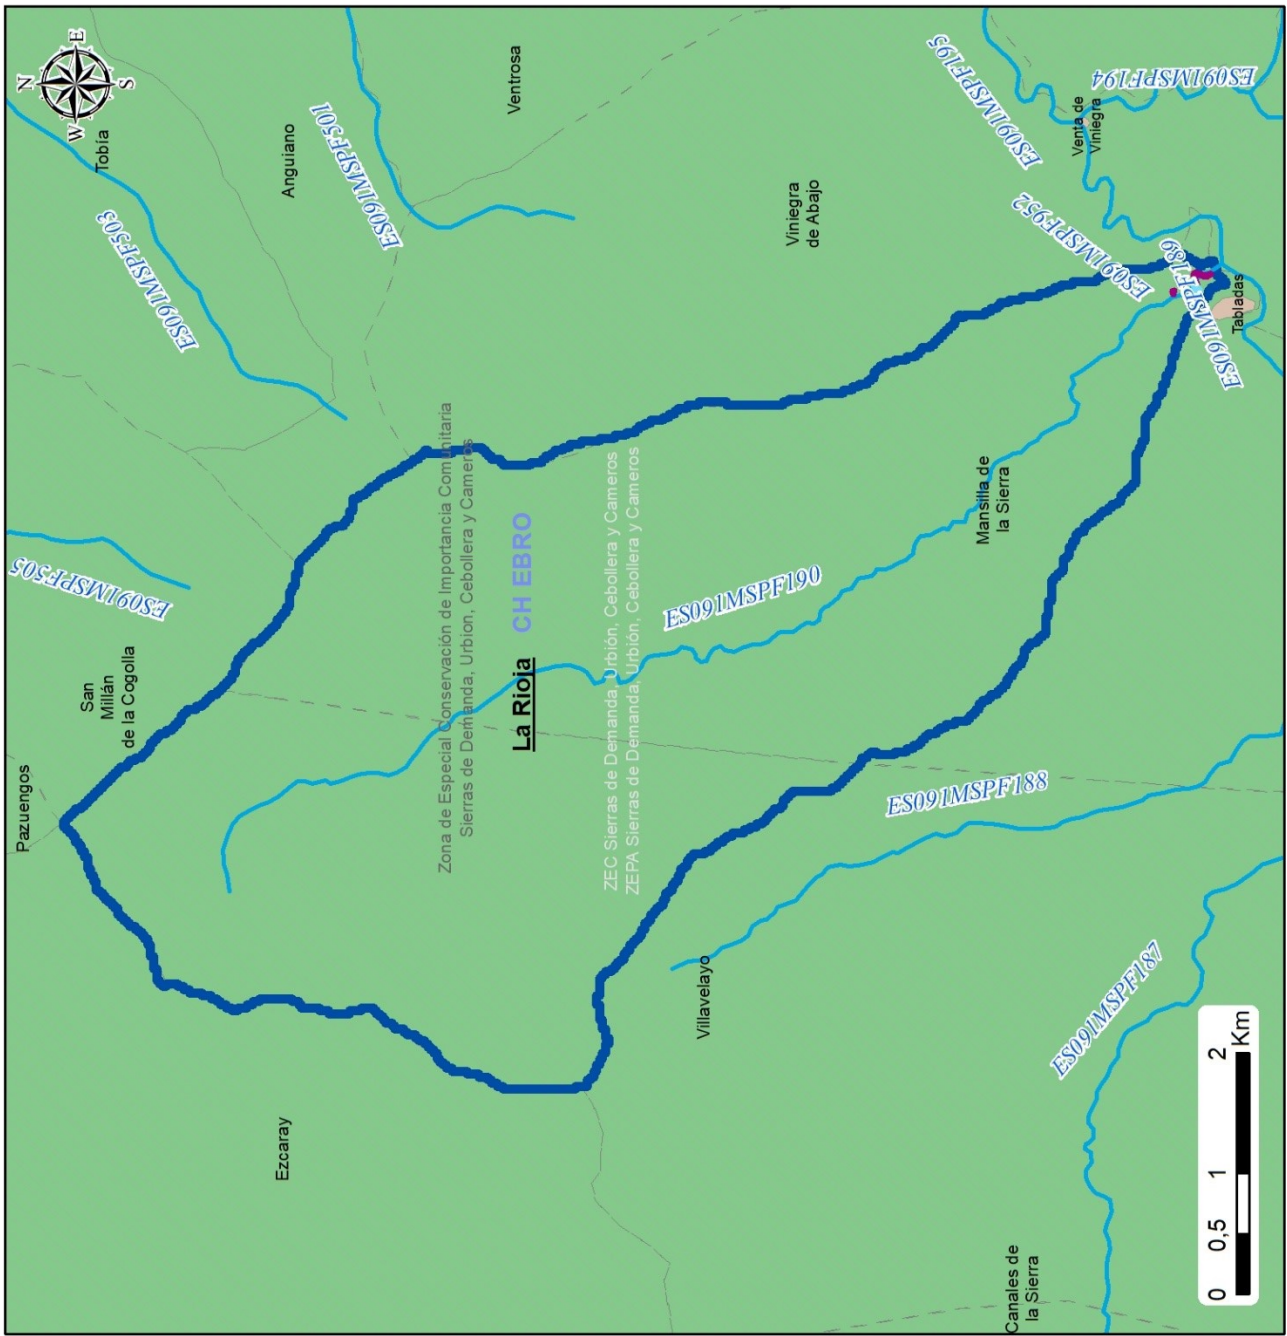 N
W
E
S
Pazuengos
San
Millán
de la Cogolla
ES091MSPF505
Tobía
ES091MSPF503
Ezcaray
Anguiano
ES091MSPF501
Zona de Especial Conservación de Importancia Comunitaria
Sierras de Demanda, Urbion, Cebollera y Cameros
Ventrosa
La Rioja
CH EBRO
ZEC Sierras de Demanda, Urbión, Cebollera y Cameros
ZEPA Sierras de Demanda, Urbión, Cebollera y Cameros
Villavelayo
ES091MSPF190
Viniegra
de Abajo
ES091MSPF188
Mansilla de
la Sierra
ES091MSPF195
Canales de
la Sierra
ES091MSPF952
ES091MSPF187
Venta de
Viniegra
ES091MSPF194
ES091MSPF189
Tabladas
0 0,5 1 2
Km